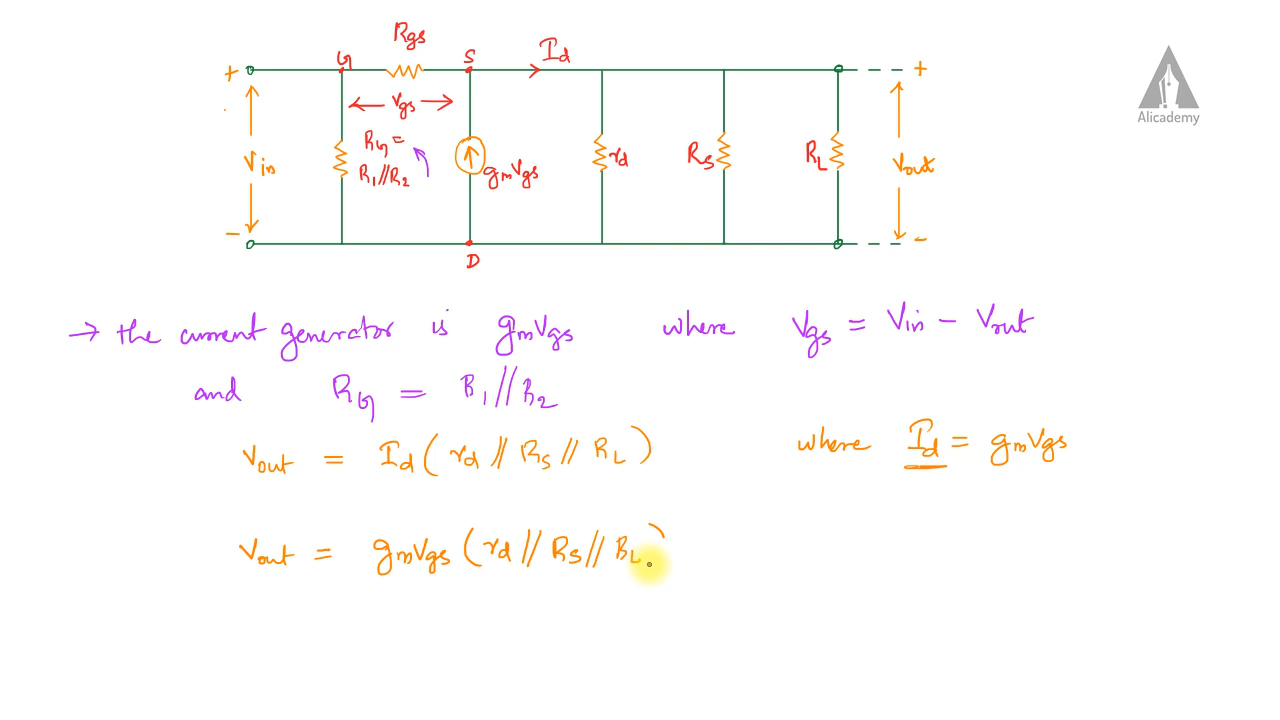 Rgs
G S Id
+ +
← vgs →
RG =
R1//R2
Vin gmvgs rd RS RL Vout
- -
D
Alicademy
→ the current generator is gmvgs where vgs = Vin - Vout
and RG = R1//R2
Vout = Id(rd // RS // RL) where Id = gmvgs
Vout = gmvgs(rd // RS // RL)